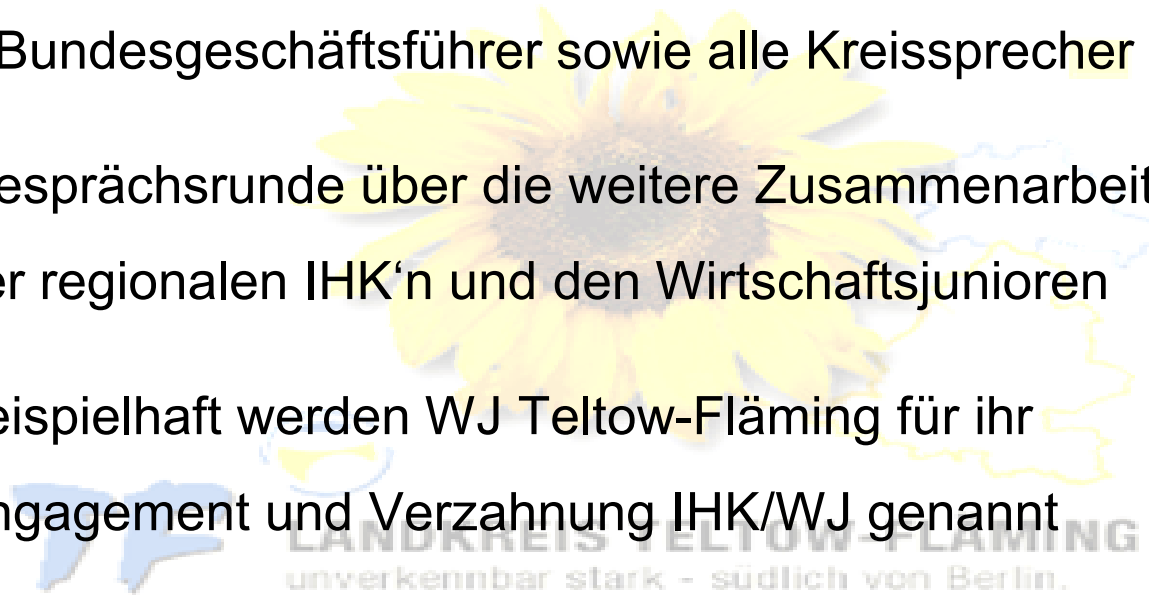 Bundesgeschäftsführer sowie alle Kreissprecher
esprächsrunde über die weitere Zusammenarbeit
er regionalen IHK‘n und den Wirtschaftsjunioren
eispielhaft werden WJ Teltow-Fläming für ihr
ngagement und Verzahnung IHK/WJ genannt
LANDKREIS TELTOW-FLÄMING
unverkennbar stark - südlich von Berlin.